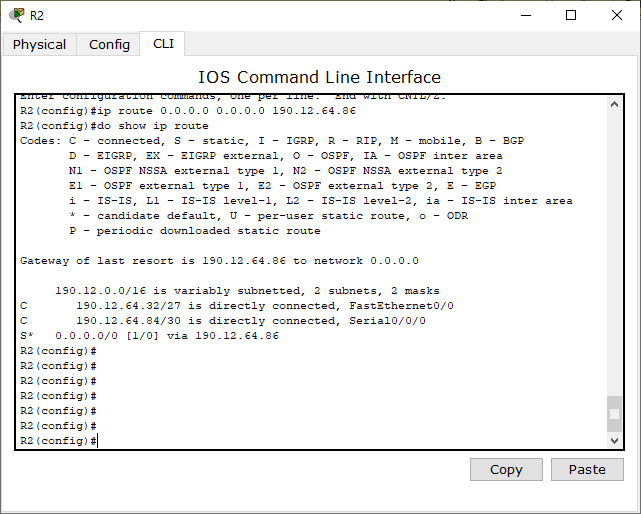 R2
Physical Config CLI
IOS Command Line Interface
Enter configuration commands, one per line.  End with CNTL/Z.
R2(config)#ip route 0.0.0.0 0.0.0.0 190.12.64.86
R2(config)#do show ip route
Codes: C - connected, S - static, I - IGRP, R - RIP, M - mobile, B - BGP
       D - EIGRP, EX - EIGRP external, O - OSPF, IA - OSPF inter area
       N1 - OSPF NSSA external type 1, N2 - OSPF NSSA external type 2
       E1 - OSPF external type 1, E2 - OSPF external type 2, E - EGP
       i - IS-IS, L1 - IS-IS level-1, L2 - IS-IS level-2, ia - IS-IS inter area
       * - candidate default, U - per-user static route, o - ODR
       P - periodic downloaded static route

Gateway of last resort is 190.12.64.86 to network 0.0.0.0

     190.12.0.0/16 is variably subnetted, 2 subnets, 2 masks
C       190.12.64.32/27 is directly connected, FastEthernet0/0
C       190.12.64.84/30 is directly connected, Serial0/0/0
S*   0.0.0.0/0 [1/0] via 190.12.64.86
R2(config)#
R2(config)#
R2(config)#
R2(config)#
R2(config)#
R2(config)#
R2(config)#
Copy Paste